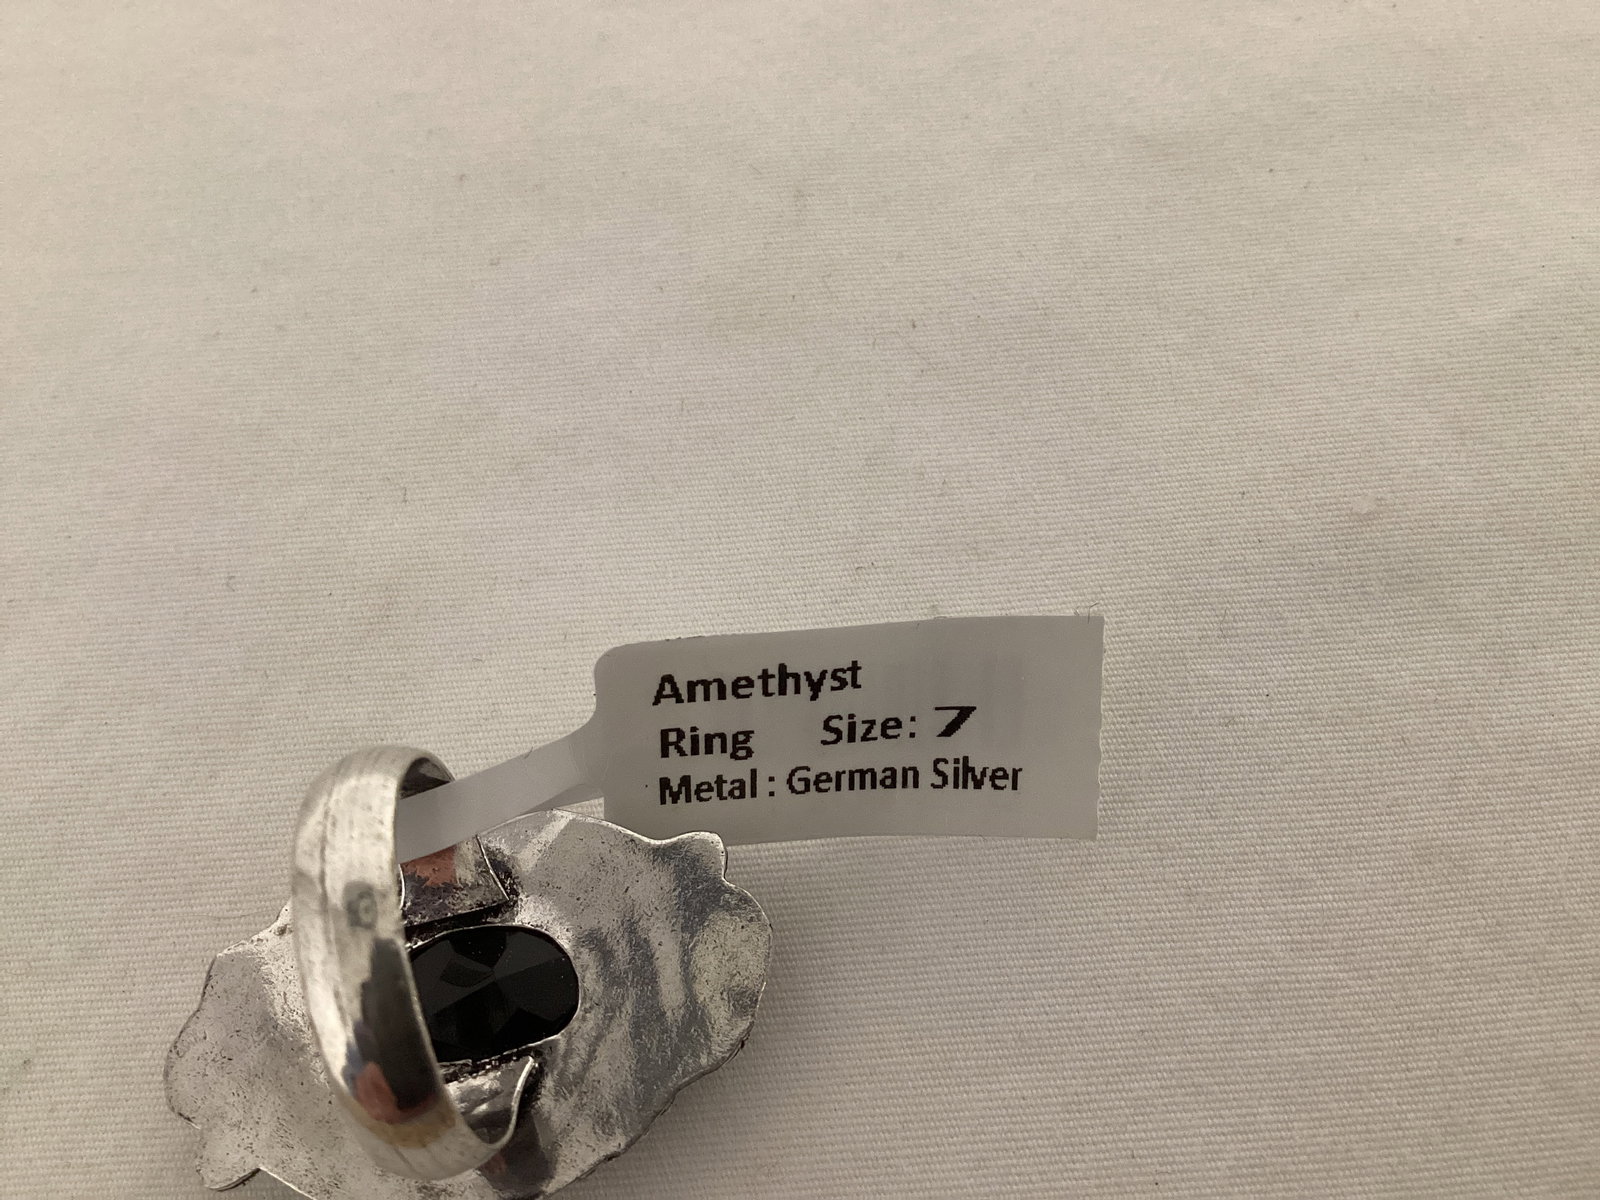 Amethyst
Ring Size: 7
Metal : German Silver